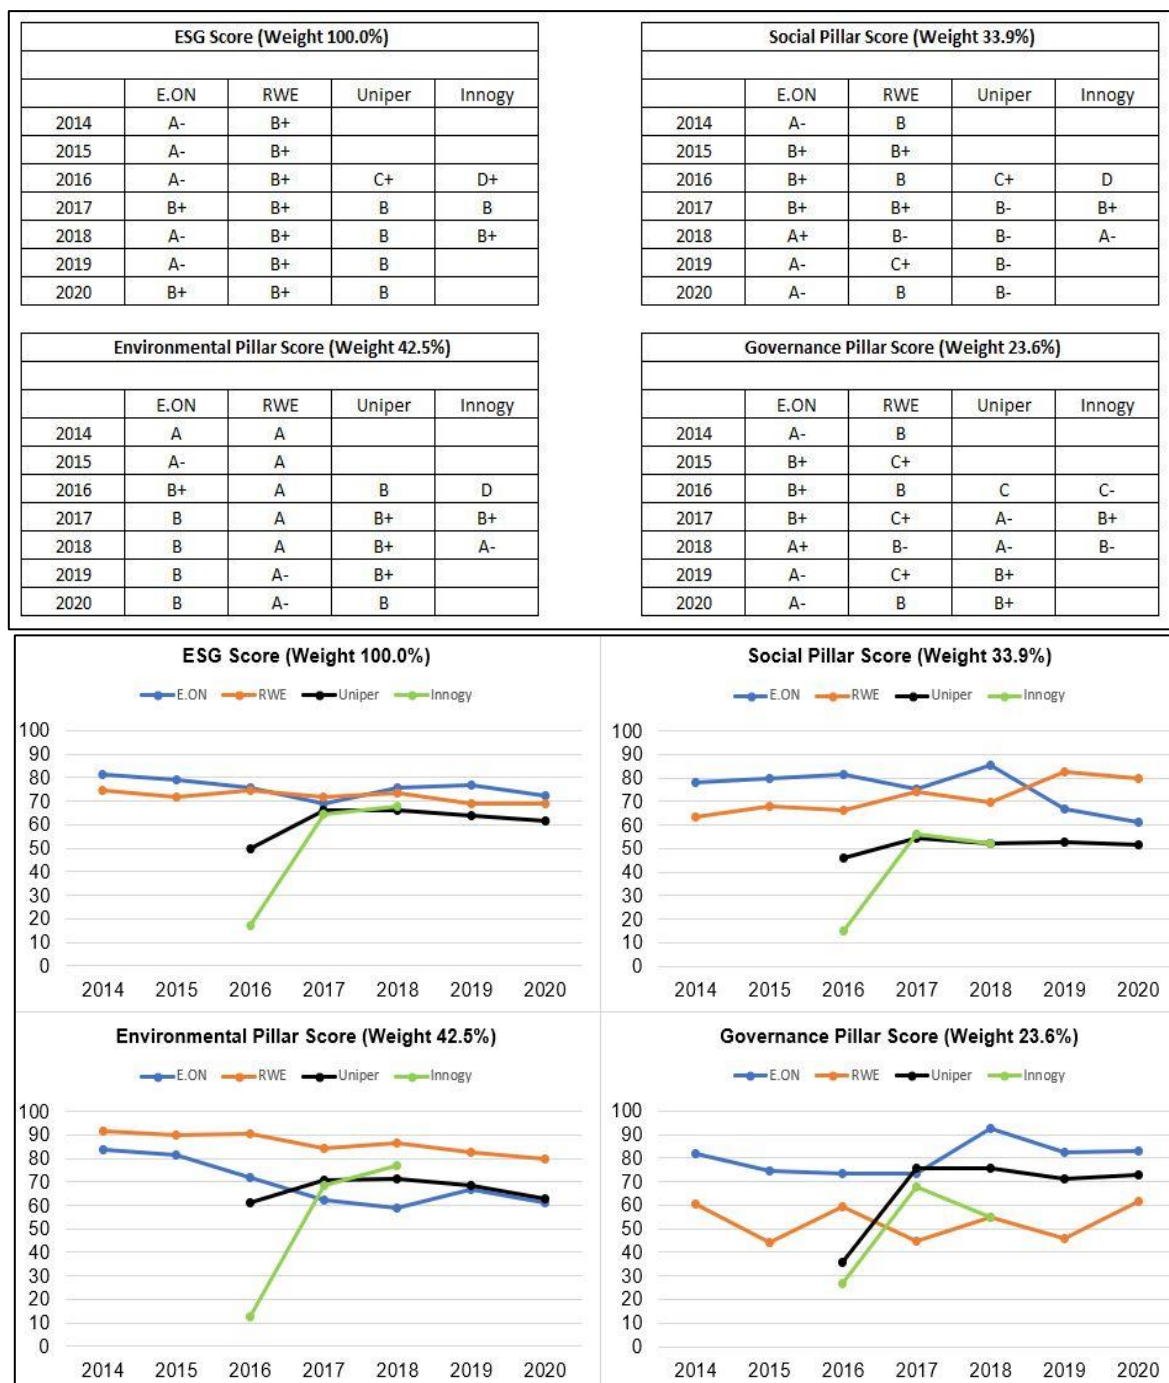 ESG Score (Weight 100.0%)
E.ON RWE Uniper Innogy
2014 A- B+
2015 A- B+
2016 A- B+ C+ D+
2017 B+ B+ B B
2018 A- B+ B B+
2019 A- B+ B
2020 B+ B+ B
Social Pillar Score (Weight 33.9%)
E.ON RWE Uniper Innogy
2014 A- B
2015 B+ B+
2016 B+ B C+ D
2017 B+ B+ B- B+
2018 A+ B- B- A-
2019 A- C+ B-
2020 A- B B-
Environmental Pillar Score (Weight 42.5%)
E.ON RWE Uniper Innogy
2014 A A
2015 A- A
2016 B+ A B D
2017 B A B+ B+
2018 B A B+ A-
2019 B A- B+
2020 B A- B
Governance Pillar Score (Weight 23.6%)
E.ON RWE Uniper Innogy
2014 A- B
2015 B+ C+
2016 B+ B C C-
2017 B+ C+ A- B+
2018 A+ B- A- B-
2019 A- C+ B+
2020 A- B B+
ESG Score (Weight 100.0%)
E.ON RWE Uniper Innogy
100
90
80
70
60
50
40
30
20
10
0
2014 2015 2016 2017 2018 2019 2020
Social Pillar Score (Weight 33.9%)
E.ON RWE Uniper Innogy
100
90
80
70
60
50
40
30
20
10
0
2014 2015 2016 2017 2018 2019 2020
Environmental Pillar Score (Weight 42.5%)
E.ON RWE Uniper Innogy
100
90
80
70
60
50
40
30
20
10
0
2014 2015 2016 2017 2018 2019 2020
Governance Pillar Score (Weight 23.6%)
E.ON RWE Uniper Innogy
100
90
80
70
60
50
40
30
20
10
0
2014 2015 2016 2017 2018 2019 2020